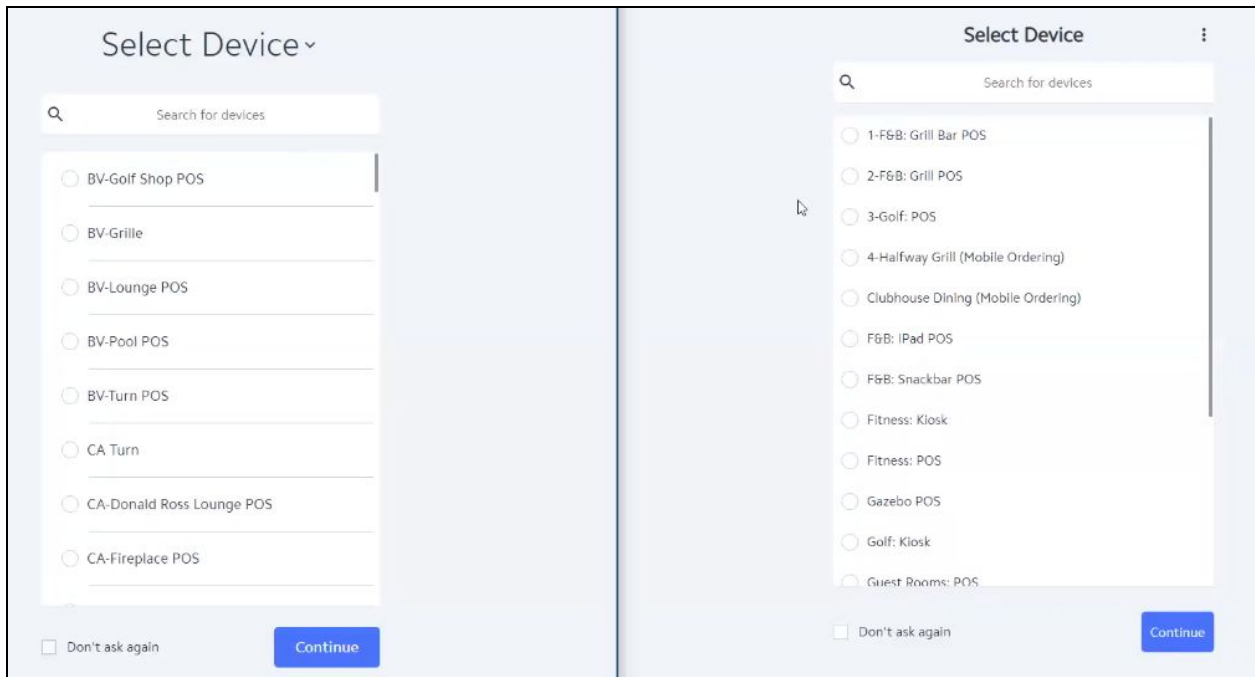 Select Device
Search for devices
BV-Golf Shop POS
BV-Grille
BV-Lounge POS
BV-Pool POS
BV-Turn POS
CA Turn
CA-Donald Ross Lounge POS
CA-Fireplace POS
Don't ask again
Continue
Select Device
Search for devices
1-F&B: Grill Bar POS
2-F&B: Grill POS
3-Golf: POS
4-Halfway Grill (Mobile Ordering)
Clubhouse Dining (Mobile Ordering)
F&B: IPad POS
F&B: Snackbar POS
Fitness: Kiosk
Fitness: POS
Gazebo POS
Golf: Kiosk
Guest Rooms: POS
Don't ask again
Continue